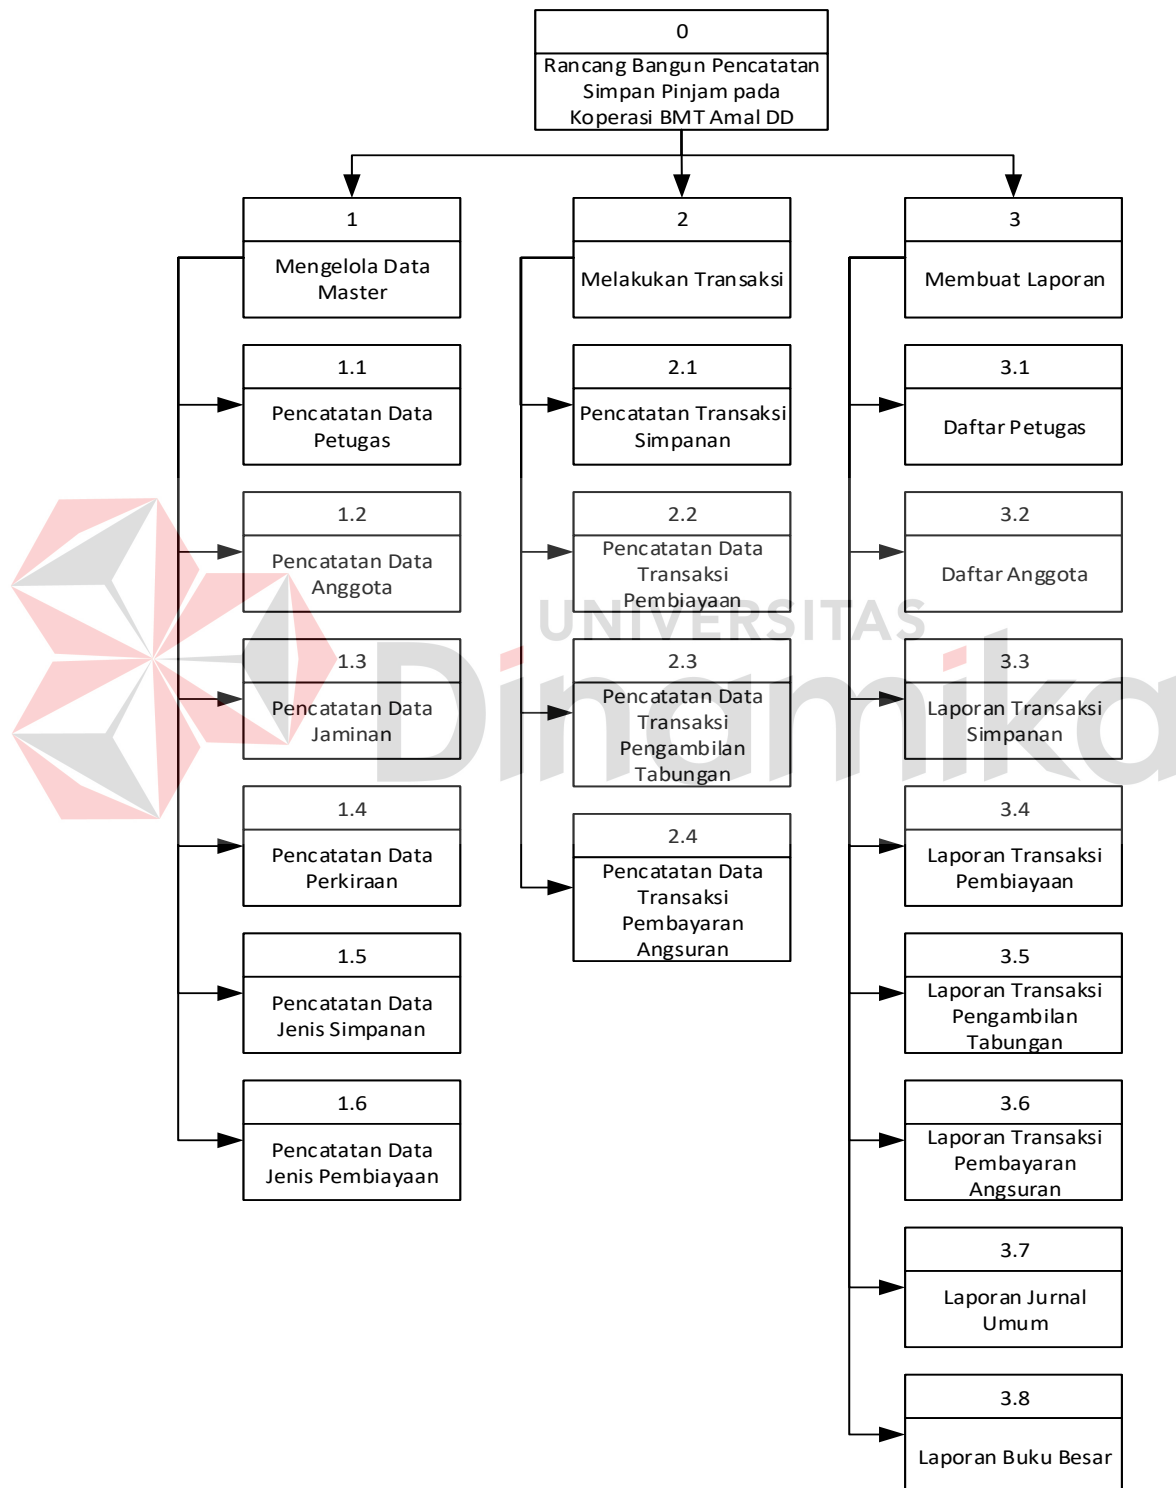 0
Rancang Bangun Pencatatan
Simpan Pinjam pada
Koperasi BMT Amal DD
1
Mengelola Data
Master
1.1
Pencatatan Data
Petugas
1.2
Pencatatan Data
Anggota
1.3
Pencatatan Data
Jaminan
1.4
Pencatatan Data
Perkiraan
1.5
Pencatatan Data
Jenis Simpanan
1.6
Pencatatan Data
Jenis Pembiayaan
2
Melakukan Transaksi
2.1
Pencatatan Transaksi
Simpanan
2.2
Pencatatan Data
Transaksi
Pembiayaan
2.3
Pencatatan Data
Transaksi
Pengambilan
Tabungan
2.4
Pencatatan Data
Transaksi
Pembayaran
Angsuran
3
Membuat Laporan
3.1
Daftar Petugas
3.2
Daftar Anggota
3.3
Laporan Transaksi
Simpanan
3.4
Laporan Transaksi
Pembiayaan
3.5
Laporan Transaksi
Pengambilan
Tabungan
3.6
Laporan Transaksi
Pembayaran
Angsuran
3.7
Laporan Jurnal
Umum
3.8
Laporan Buku Besar
UNIVERSITAS
Dinamika